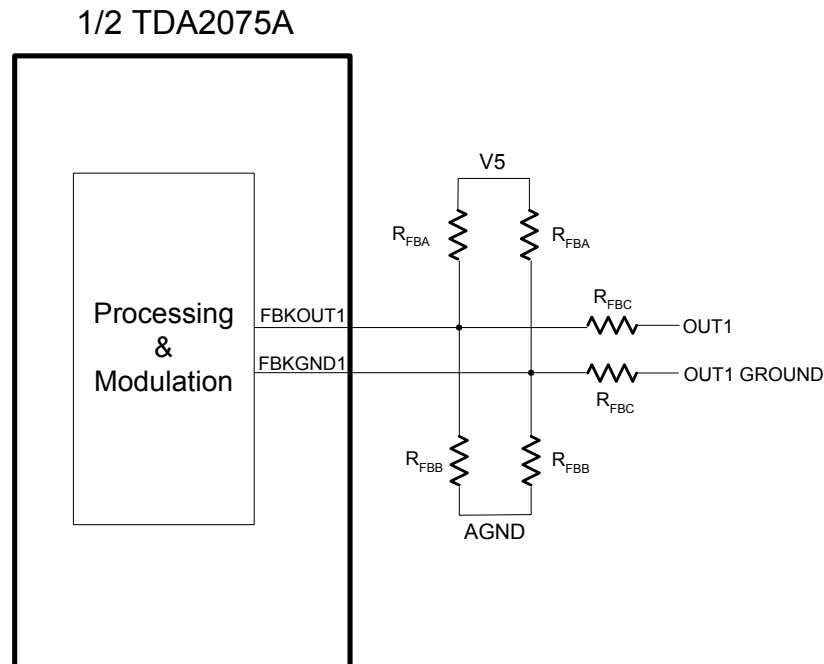 1/2 TDA2075A
V5
RFBA
RFBA
Processing
&
Modulation
FBKOUT1
FBKGND1
RFBC
OUT1
OUT1 GROUND
RFBC
RFBB
RFBB
AGND